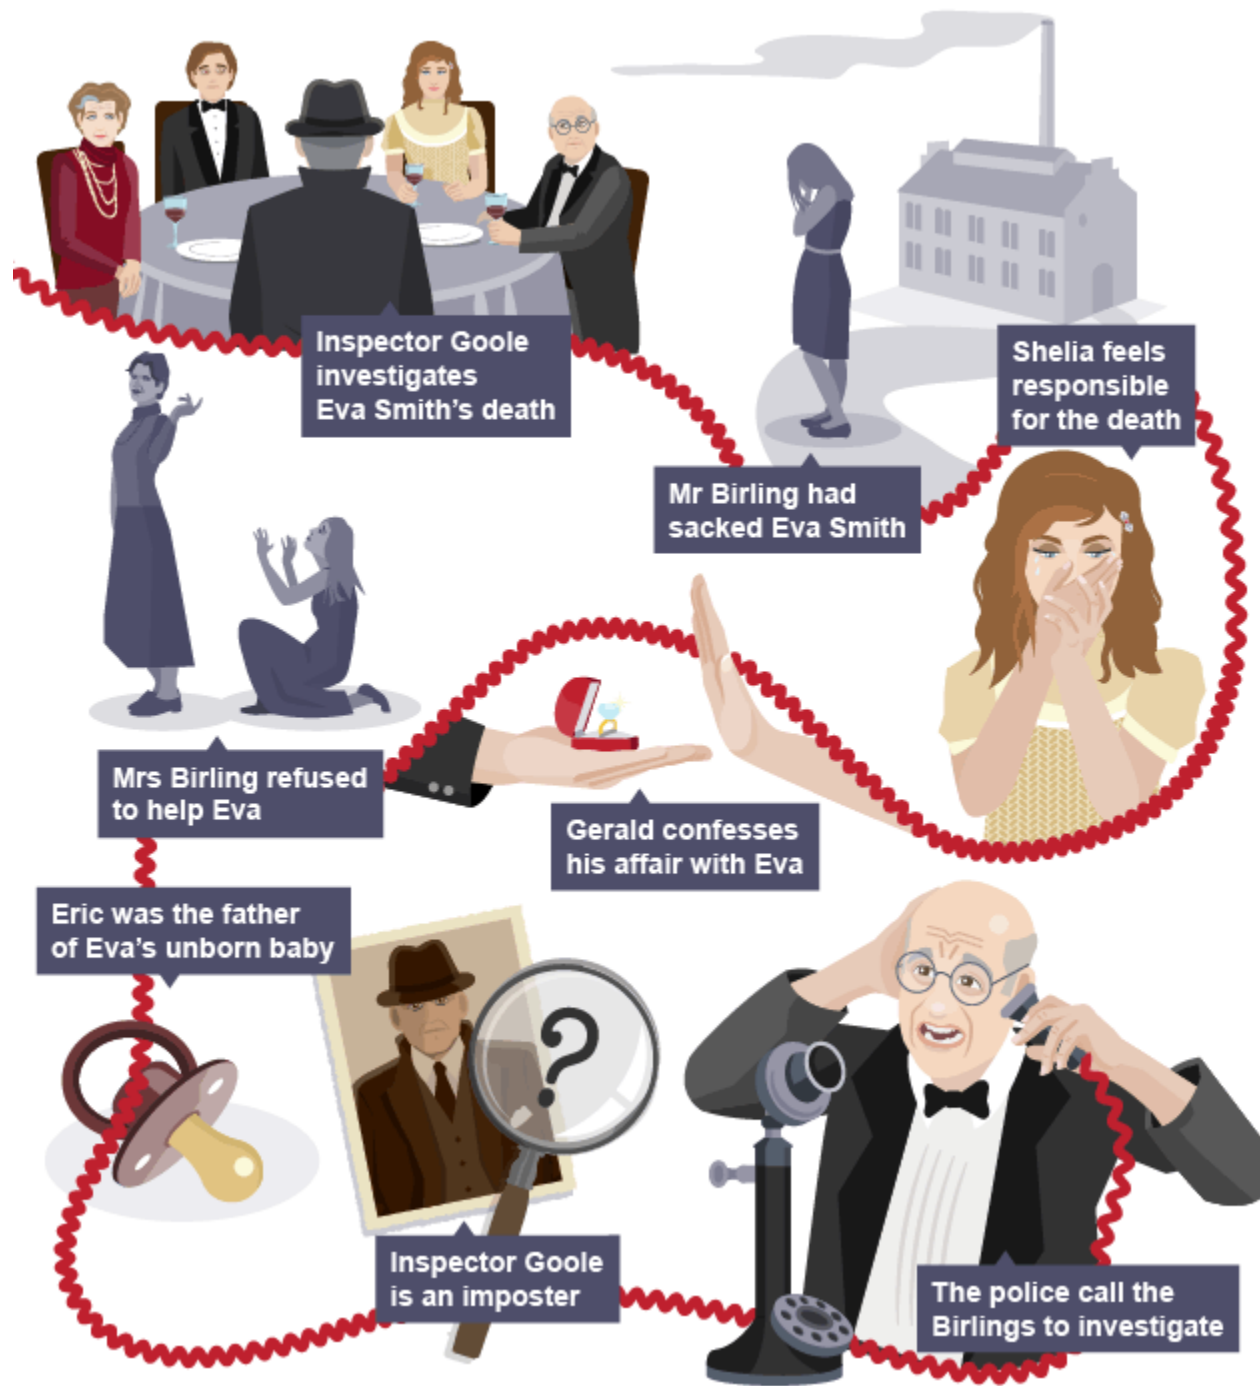 Inspector Goole
investigates
Eva Smith's death
Mr Birling had
sacked Eva Smith
Shelia feels
responsible
for the death
Gerald confesses
his affair with Eva
Mrs Birling refused
to help Eva
Eric was the father
of Eva's unborn baby
?
Inspector Goole
is an imposter
The police call the
Birlings to investigate